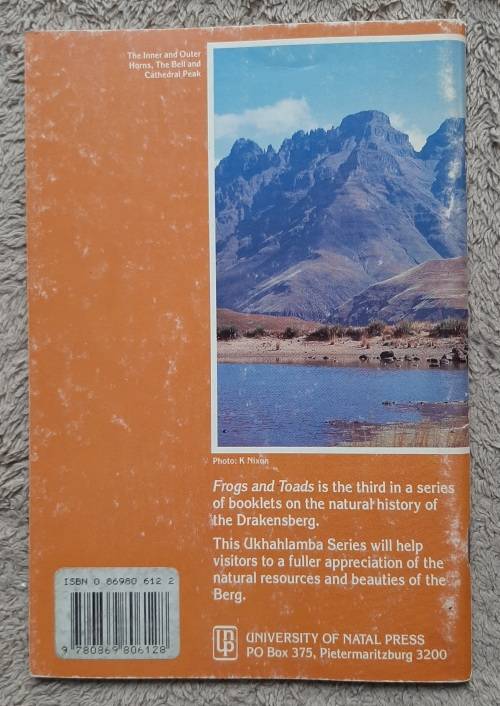 The Inner and Outer
Horns, The Bell and
Cathedral Peak
Photo: K Nixon
Frogs and Toads is the third in a series
of booklets on the natural history of
the Drakensberg.
This Ukhahlamba Series will help
visitors to a fuller appreciation of the
natural resources and beauties of the
Berg.
ISBN 0 86980 612 2
9 780869 806128
UNIVERSITY OF NATAL PRESS
PO Box 375, Pietermaritzburg 3200